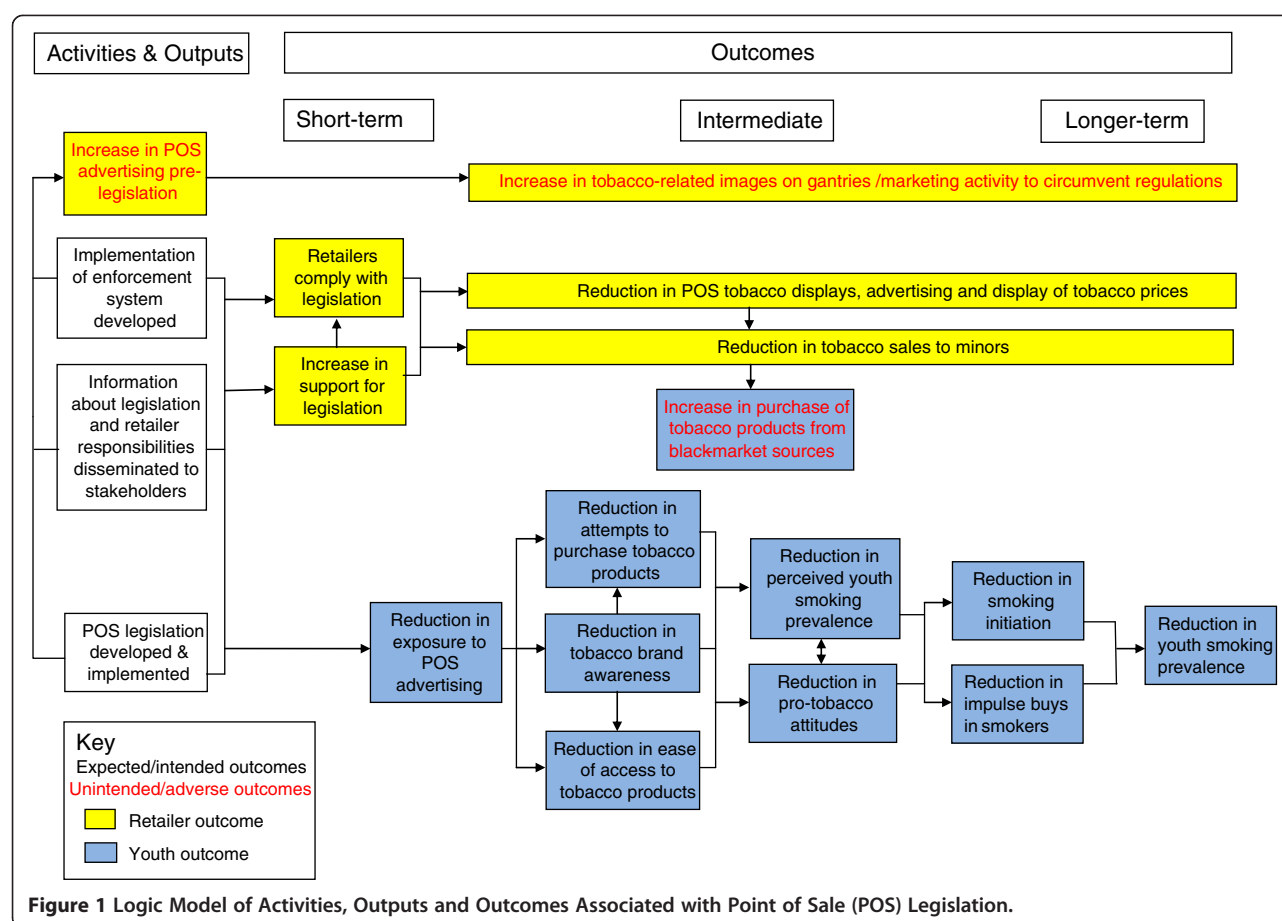 Activities & Outputs
Outcomes
Short-term
Intermediate
Longer-term
Increase in POS
advertising pre-
legislation
Increase in tobacco-related images on gantries /marketing activity to circumvent regulations
Implementation
of enforcement
system
developed
Retailers
comply with
legislation
Reduction in POS tobacco displays, advertising and display of tobacco prices
Reduction in tobacco sales to minors
Increase in
support for
legislation
Information
about legislation
and retailer
responsibilities
disseminated to
stakeholders
Increase in purchase of
tobacco products from
black-market sources
Reduction in
attempts to
purchase tobacco
products
Reduction in
perceived youth
smoking
prevalence
Reduction in
smoking
initiation
POS legislation
developed &
implemented
Reduction in
exposure to
POS
advertising
Reduction in
tobacco brand
awareness
Reduction in
youth smoking
prevalence
Reduction in
pro-tobacco
attitudes
Reduction in
impulse buys
in smokers
Reduction in ease
of access to
tobacco products
Key
Expected/intended outcomes
Unintended/adverse outcomes
Retailer outcome
Youth outcome
Figure 1 Logic Model of Activities, Outputs and Outcomes Associated with Point of Sale (POS) Legislation.